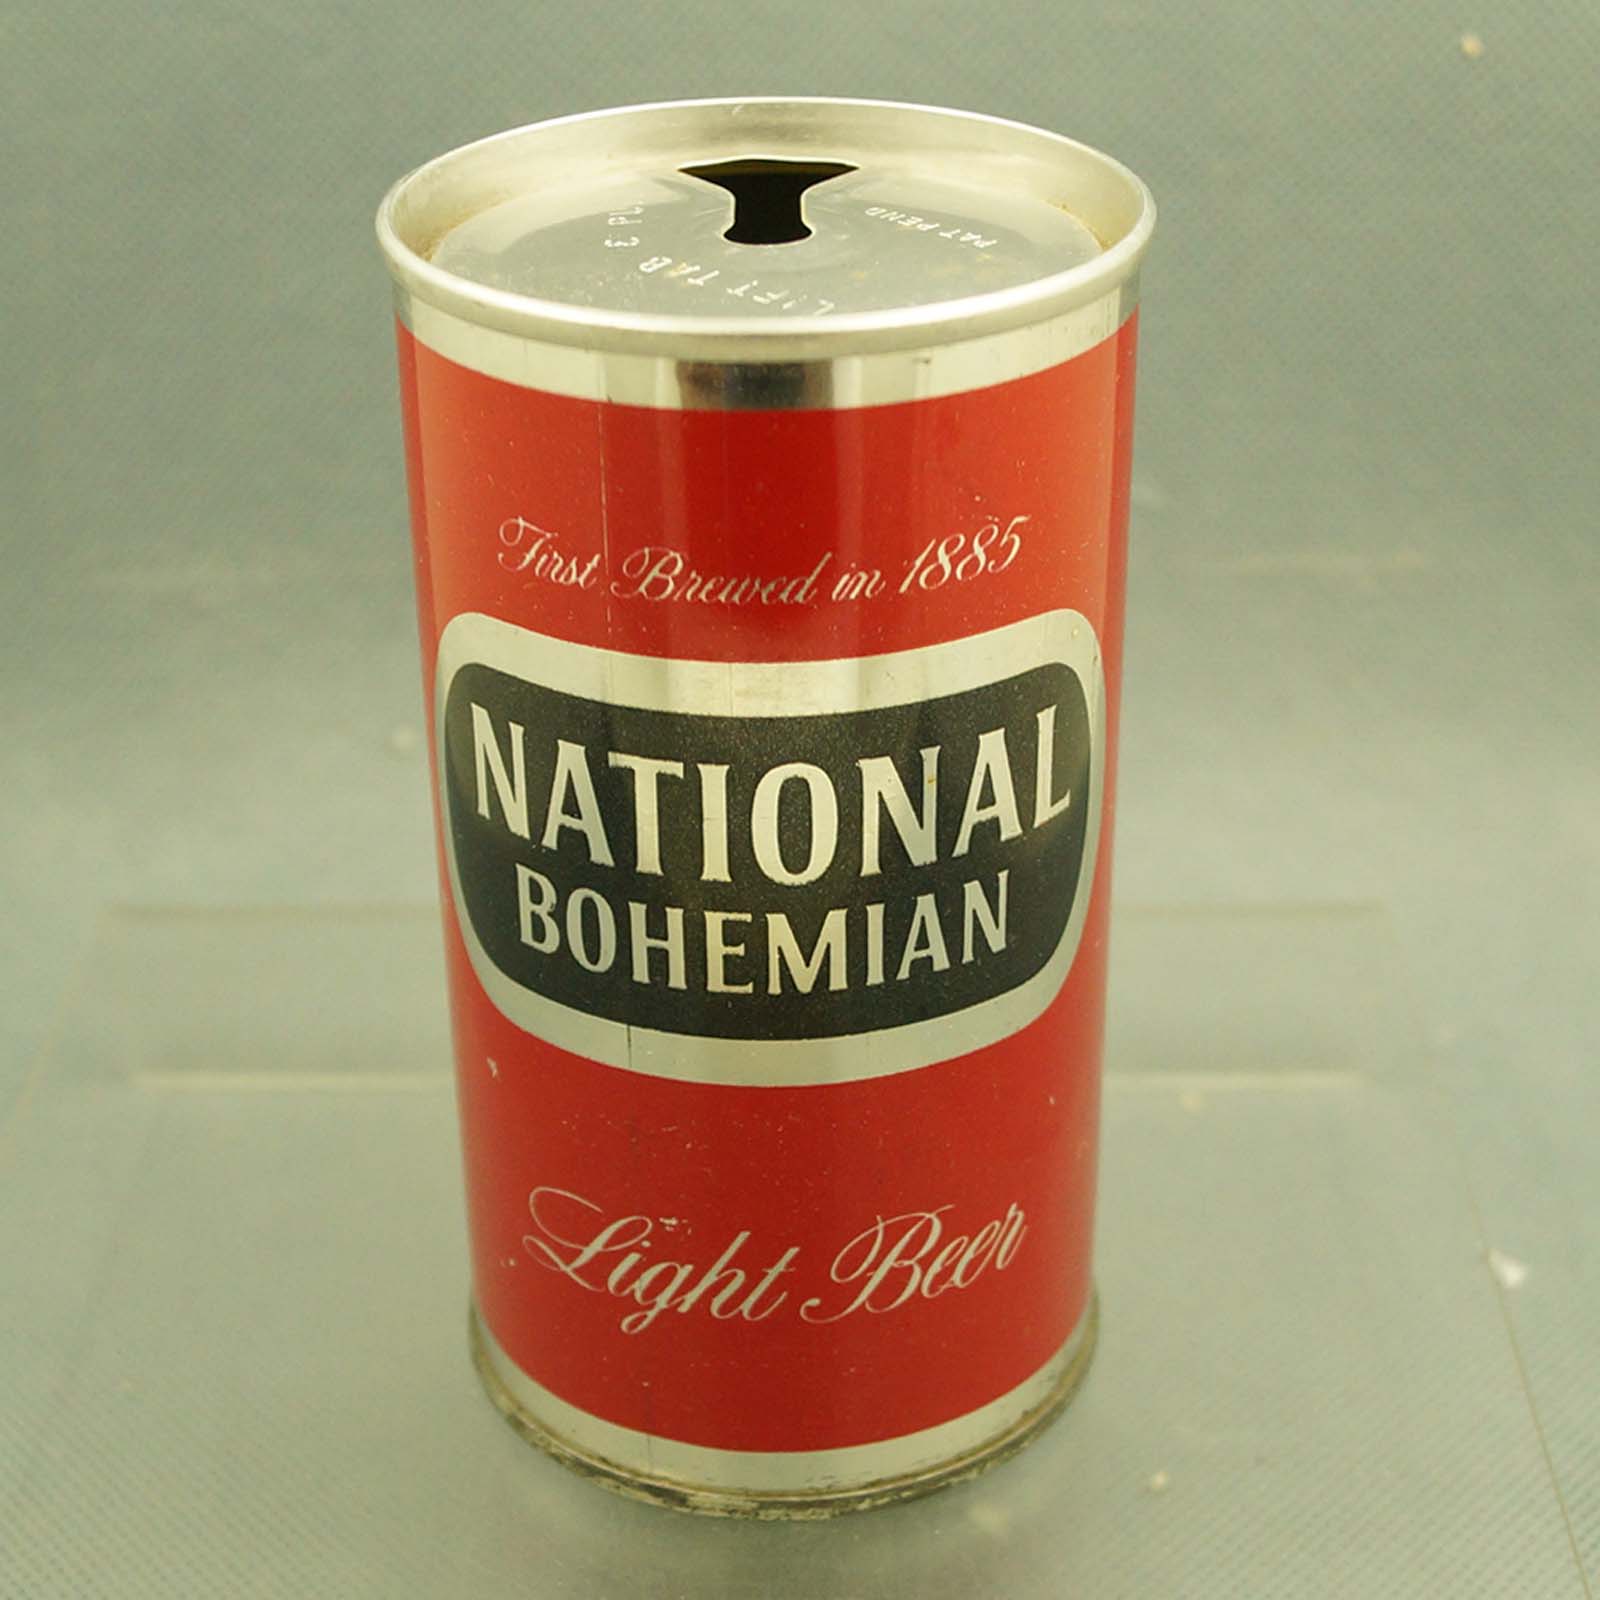 LIFT TAB &
PAT PEND
First Brewed in 1885
NATIONAL
BOHEMIAN
Light Beer